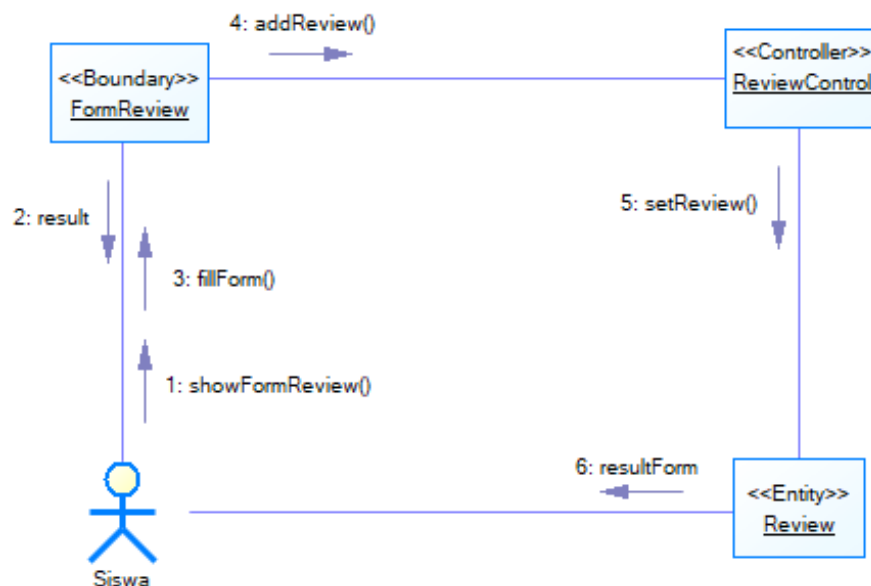 4: addReview()
<<Boundary>>
FormReview
<<Controller>>
ReviewControl
2: result
3: fillForm()
5: setReview()
1: showFormReview()
6: resultForm
<<Entity>>
Review
Siswa